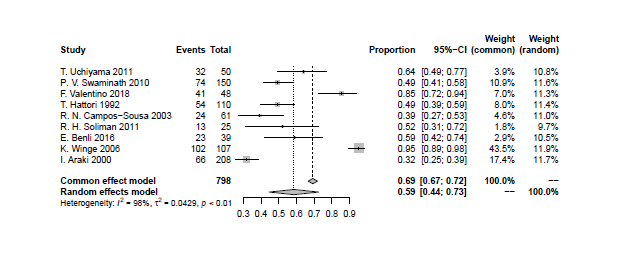 Weight Weight
Study Events Total Proportion 95%-CI (common) (random)
T. Uchiyama 2011 32 50 0.64 [0.49; 0.77] 3.9% 10.8%
P. V. Swaminath 2010 74 150 0.49 [0.41; 0.58] 10.9% 11.6%
F. Valentino 2018 41 48 0.85 [0.72; 0.94] 7.0% 11.3%
T. Hattori 1992 54 110 0.49 [0.39; 0.59] 8.0% 11.4%
R. N. Campos-Sousa 2003 24 61 0.39 [0.27; 0.53] 4.6% 11.0%
R. H. Soliman 2011 13 25 0.52 [0.31; 0.72] 1.8% 9.7%
E. Benli 2016 23 39 0.59 [0.42; 0.74] 2.9% 10.5%
K. Winge 2006 102 107 0.95 [0.89; 0.98] 43.5% 11.7%
I. Araki 2000 66 208 0.32 [0.25; 0.39] 17.4% 11.7%
Common effect model 798 0.69 [0.67; 0.72] 100.0% --
Random effects model 0.59 [0.44; 0.73] -- 100.0%
Heterogeneity: I² = 98%, τ² = 0.0429, p < 0.01
0.3 0.4 0.5 0.6 0.7 0.8 0.9